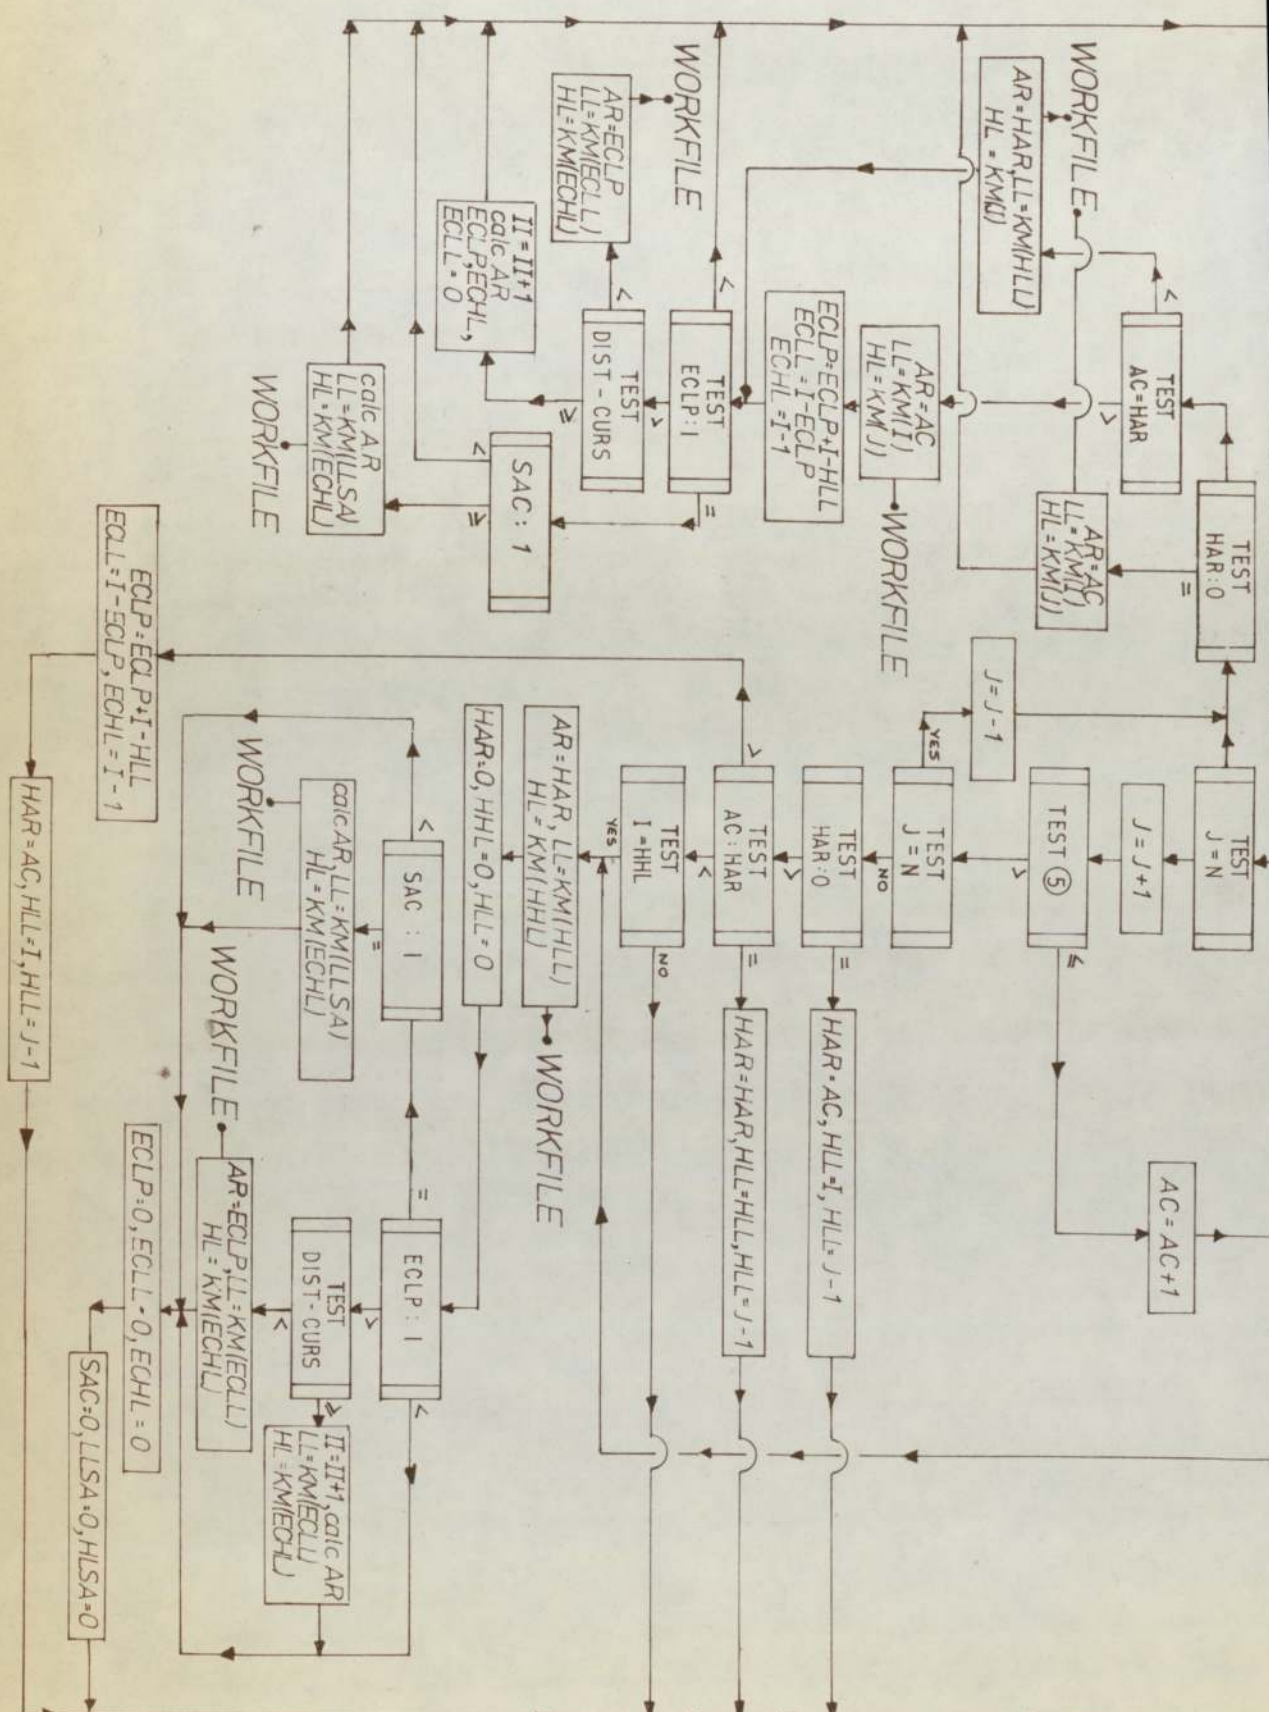 TEST
HAR:0
TEST
J = N
AC = AC+1
TEST
AC=HAR
J = J+1
WORKFILE
AR=AC
LL=KM(I)
HL=KM(J)
TEST ⑤
AR=HAR,LL=KM(HLL)
HL = KM(J)
J=J-1
YES
TEST
J = N
NO
WORKFILE
AR=AC
LL=KM(I)
HL=KM(J)
TEST
HAR:0
HAR=AC,HLL=I,HLL=J-1
ECLP=ECLP+I-HLL
ECLL=I-ECLP
ECHL=I-1
TEST
AC:HAR
HAR=HAR,HLL=HLL,HLL=J-1
WORKFILE
TEST
ECLP:I
TEST
I=HHL
YES
NO
AR=ECLP
LL=KM(ECLL)
HL=KM(ECHL)
TEST
DIST-CURS
AR=HAR, LL=KM(HLL)
HL=KM(HHL)
WORKFILE
II=II+1
calc AR
ECLP,ECHL,
ECLL=0
SAC:1
HAR=0,HHL=0,HLL=0
SAC : I
ECLP: I
calc AR
LL=KM(LLSA)
HL=KM(ECHL)
WORKFILE
calc AR, LL=KM(LLSA)
HL=KM(ECHL)
TEST
DIST-CURS
II=II+1,calc AR
LL=KM(ECLL)
HL=KM(ECHL)
WORKFILE
WORKFILE
AR=ECLP,LL=KM(ECLL)
HL=KM(ECHL)
ECLP=ECLP+I-HLL
ECLL=I-ECLP, ECHL=I-1
ECLP=0,ECLL=0,ECHL=0
SAC=0,LLSA=0,HLSA=0
HAR=AC,HLL=I,HLL=J-1